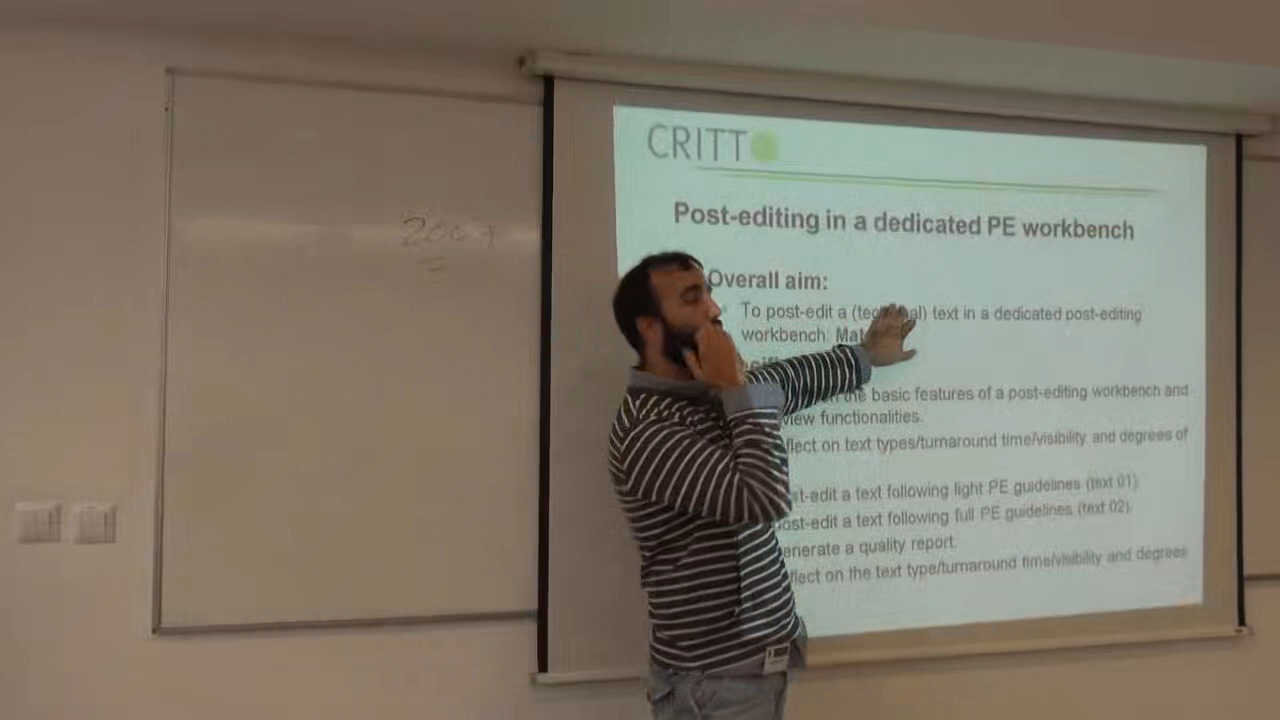 200+
CRITT
Post-editing in a dedicated PE workbench
Overall aim:
To post-edit a (tec al) text in a dedicated post-editing
workbench: Mat
the basic features of a post-editing workbench and
view functionalities.
flect on text types/turnaround time/visibility and degrees of
st-edit a text following light PE guidelines (text 01).
post-edit a text following full PE guidelines (text 02).
enerate a quality report.
flect on the text type/turnaround time/visibility and degrees